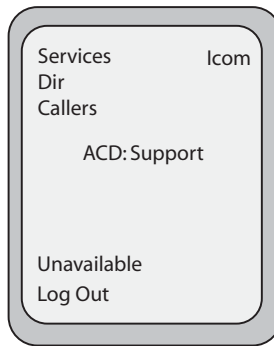 Services Icom
Dir
Callers
ACD: Support
Unavailable
Log Out